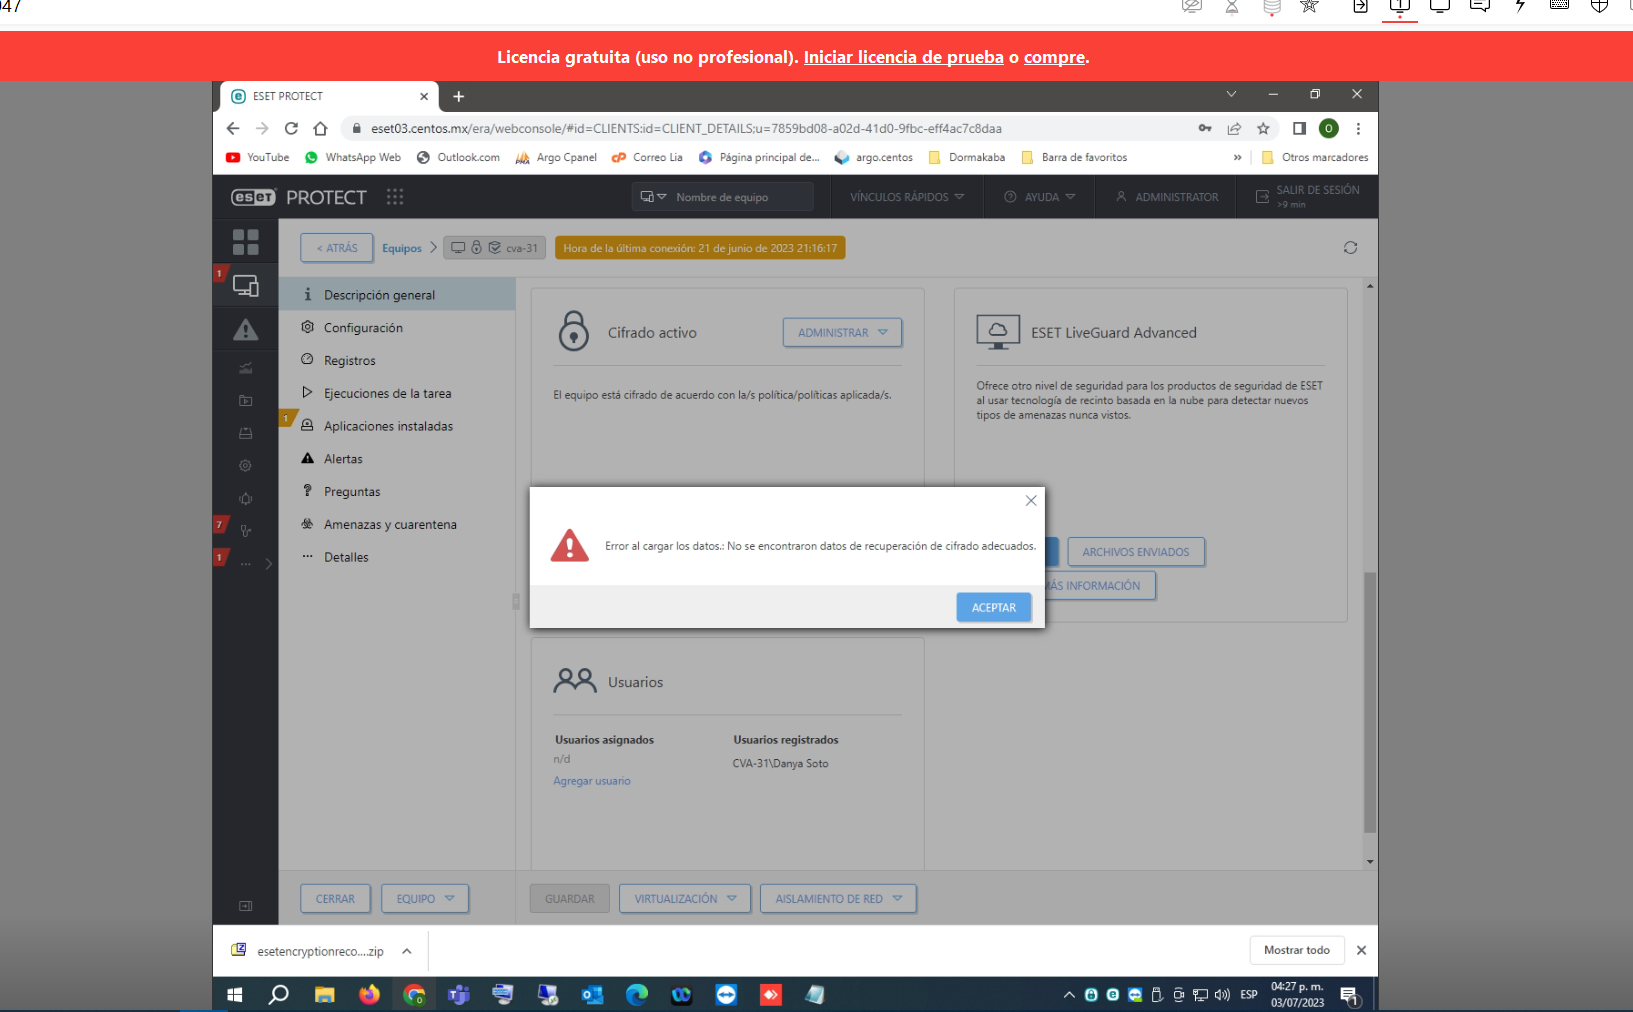 047
Licencia gratuita (uso no profesional). Iniciar licencia de prueba o compre.
ESET PROTECT
eset03.centos.mx/era/webconsole/#id=CLIENTS:id=CLIENT_DETAILS;u=7859bd08-a02d-41d0-9fbc-eff4ac7c8daa
O
YouTube WhatsApp Web Outlook.com Argo Cpanel Correo Lia Página principal de... argo.centos Dormakaba Barra de favoritos » Otros marcadores
eset PROTECT Nombre de equipo VÍNCULOS RÁPIDOS AYUDA ADMINISTRATOR SALIR DE SESIÓN
>9 min
< ATRÁS Equipos cva-31 Hora de la última conexión: 21 de junio de 2023 21:16:17
1
Descripción general
Configuración
Registros
Ejecuciones de la tarea
1
Aplicaciones instaladas
Alertas
Preguntas
7
Amenazas y cuarentena
1
Detalles
Cifrado activo ADMINISTRAR
El equipo está cifrado de acuerdo con la/s política/políticas aplicada/s.
ESET LiveGuard Advanced
Ofrece otro nivel de seguridad para los productos de seguridad de ESET
al usar tecnología de recinto basada en la nube para detectar nuevos
tipos de amenazas nunca vistos.
ARCHIVOS ENVIADOS
MÁS INFORMACIÓN
Error al cargar los datos.: No se encontraron datos de recuperación de cifrado adecuados.
ACEPTAR
Usuarios
Usuarios asignados Usuarios registrados
n/d CVA-31\Danya Soto
Agregar usuario
CERRAR EQUIPO GUARDAR VIRTUALIZACIÓN AISLAMIENTO DE RED
esetencryptionreco....zip Mostrar todo
ESP 04:27 p. m.
03/07/2023
1